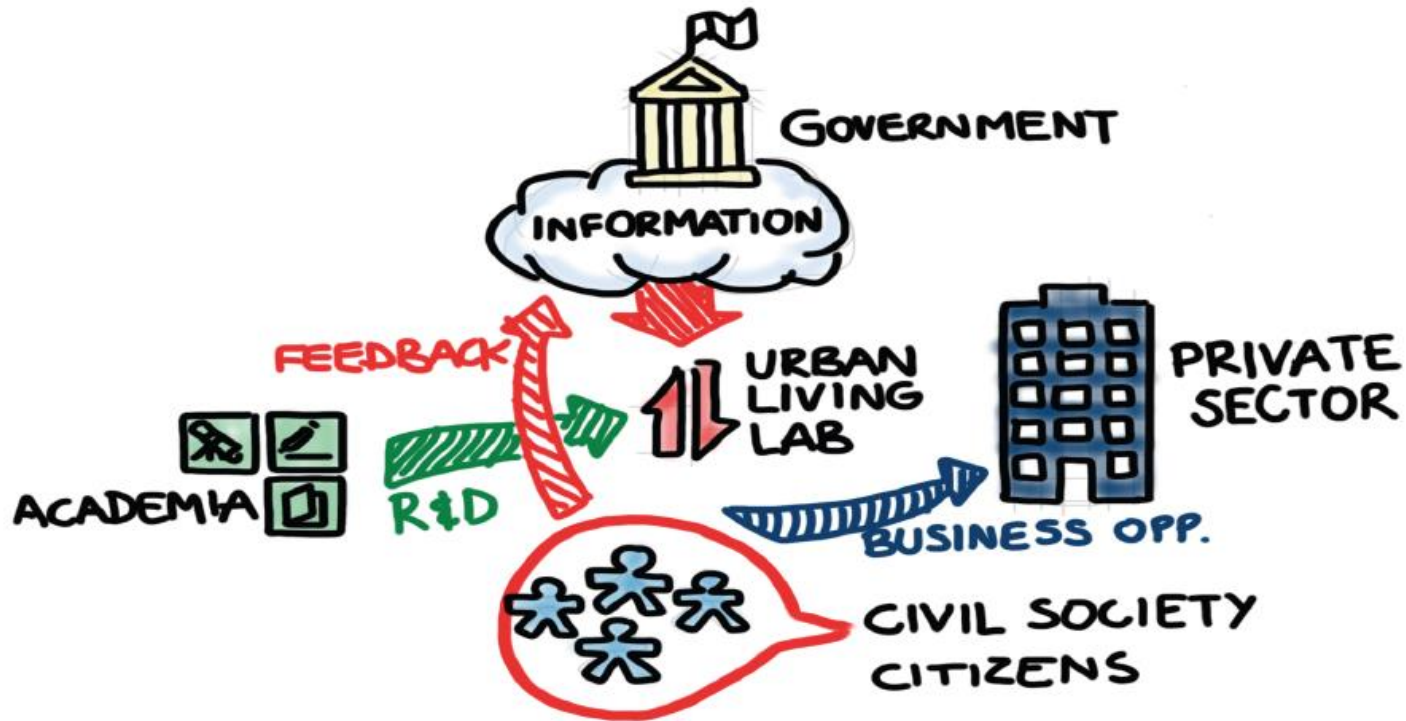 GOVERNMENT
INFORMATION
FEEDBACK
URBAN
LIVING
LAB
PRIVATE
SECTOR
ACADEMIA
R&D
BUSINESS OPP.
CIVIL SOCIETY
CITIZENS